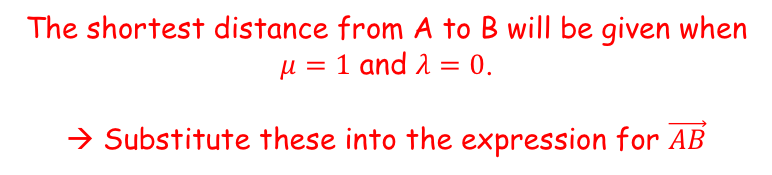 The shortest distance from A to B will be given when
μ = 1 and λ = 0.
→ Substitute these into the expression for \overrightarrow{AB}